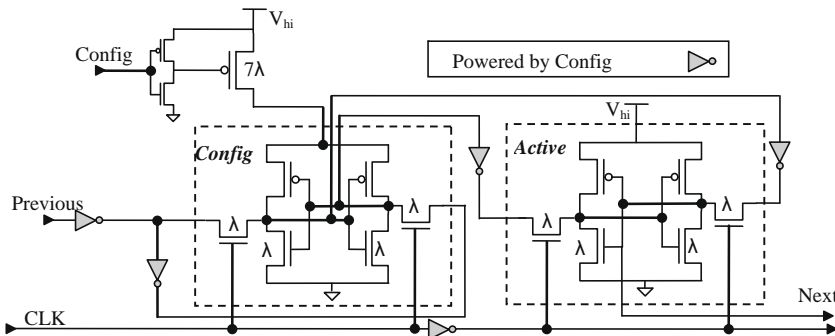 V_hi
Config
7λ
Powered by Config
V_hi
Config
Active
Previous
λ
λ
λ
λ
λ
λ
λ
λ
CLK
Next